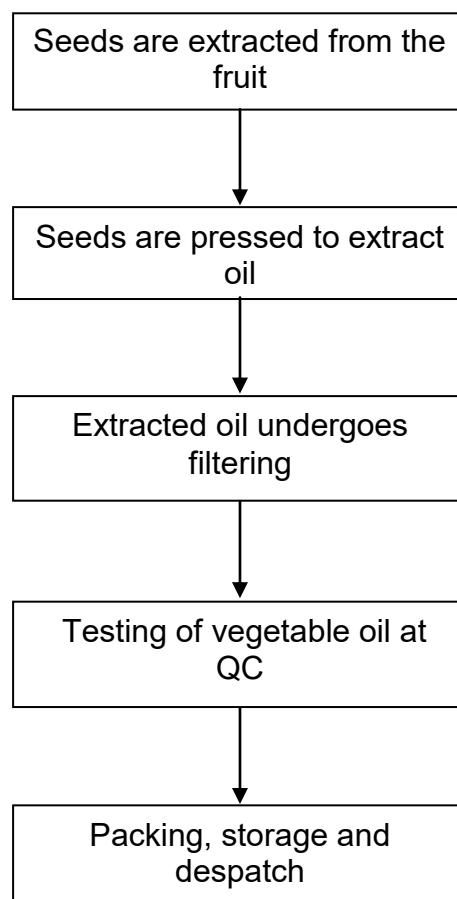 Seeds are extracted from the
fruit
Seeds are pressed to extract
oil
Extracted oil undergoes
filtering
Testing of vegetable oil at
QC
Packing, storage and
despatch